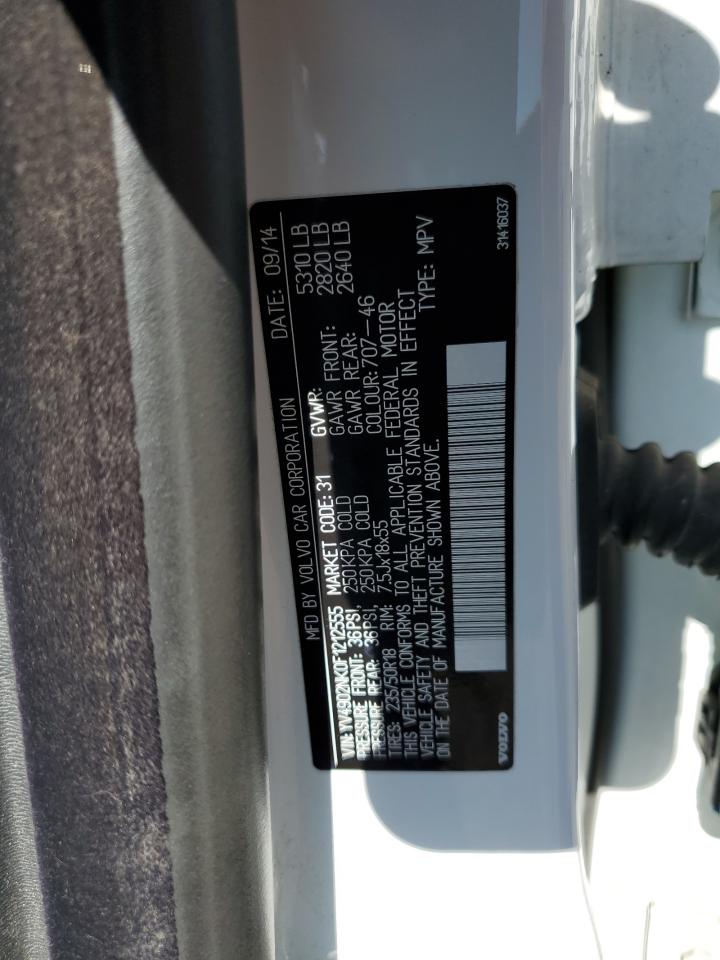 MFD BY VOLVO CAR CORPORATION DATE: 09/14
VIN: YV4902NK0F1212555 MARKET CODE: 31 GVWR: 5310 LB
PRESSURE FRONT: 36PSI, 250KPA COLD GAWR FRONT: 2820 LB
PRESSURE REAR: 36PSI, 250KPA COLD GAWR REAR: 2640 LB
TIRES: 235/50R18 RIM: 7.5Jx18x55 COLOUR: 707-46
THIS VEHICLE CONFORMS TO ALL APPLICABLE FEDERAL MOTOR
VEHICLE SAFETY AND THEFT PREVENTION STANDARDS IN EFFECT
ON THE DATE OF MANUFACTURE SHOWN ABOVE. TYPE: MPV
VOLVO 31416037